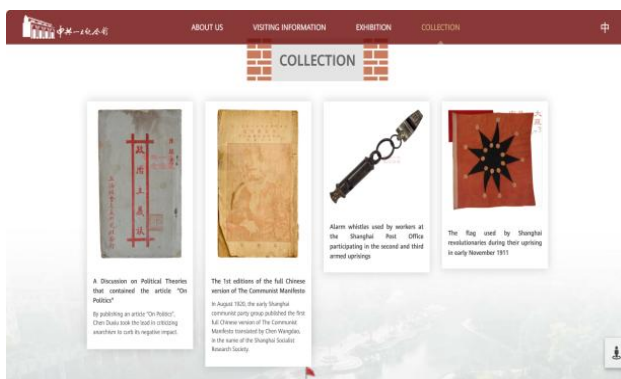 中共一大纪念馆
ABOUT US
VISITING INFORMATION
EXHIBITION
COLLECTION
中
COLLECTION
政治主义谈
A Discussion on Political Theories
that contained the article “On
Politics”
By publishing an article “On Politics”,
Chen Duxiu took the lead in criticizing
anarchism to curb its negative impact.
The 1st editions of the full Chinese
version of The Communist Manifesto
In August 1920, the early Shanghai
communist party group published the first
full Chinese version of The Communist
Manifesto translated by Chen Wangdao,
in the name of the Shanghai Socialist
Research Society.
Alarm whistles used by workers at
the Shanghai Post Office
participating in the second and third
armed uprisings
The flag used by Shanghai
revolutionaries during their uprising
in early November 1911